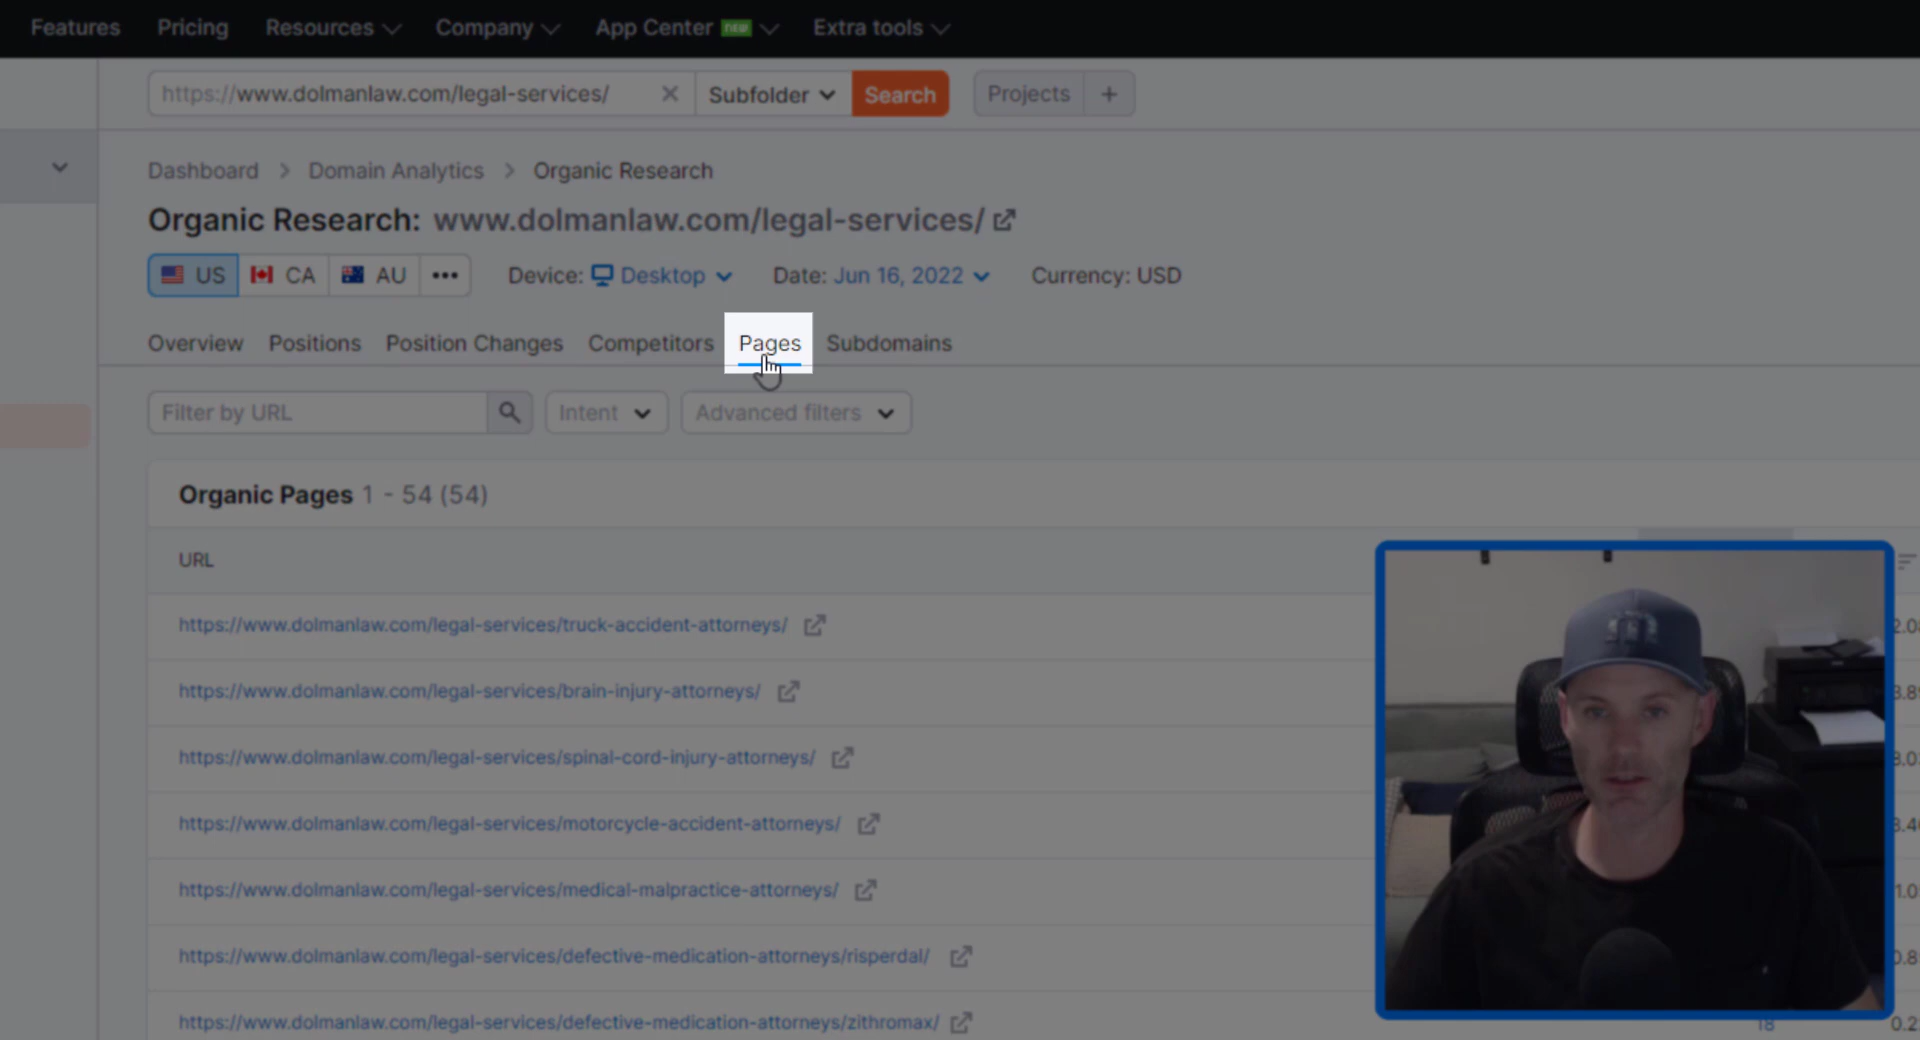 Features Pricing Resources Company App Center new Extra tools
https://www.dolmanlaw.com/legal-services/ Subfolder Search Projects +
Dashboard > Domain Analytics > Organic Research
Organic Research: www.dolmanlaw.com/legal-services/
US CA AU ••• Device: Desktop Date: Jun 16, 2022 Currency: USD
Overview Positions Position Changes Competitors Pages Subdomains
Filter by URL Intent Advanced filters
Organic Pages 1 - 54 (54)
URL
https://www.dolmanlaw.com/legal-services/truck-accident-attorneys/
https://www.dolmanlaw.com/legal-services/brain-injury-attorneys/
https://www.dolmanlaw.com/legal-services/spinal-cord-injury-attorneys/
https://www.dolmanlaw.com/legal-services/motorcycle-accident-attorneys/
https://www.dolmanlaw.com/legal-services/medical-malpractice-attorneys/
https://www.dolmanlaw.com/legal-services/defective-medication-attorneys/risperdal/
https://www.dolmanlaw.com/legal-services/defective-medication-attorneys/zithromax/ 18